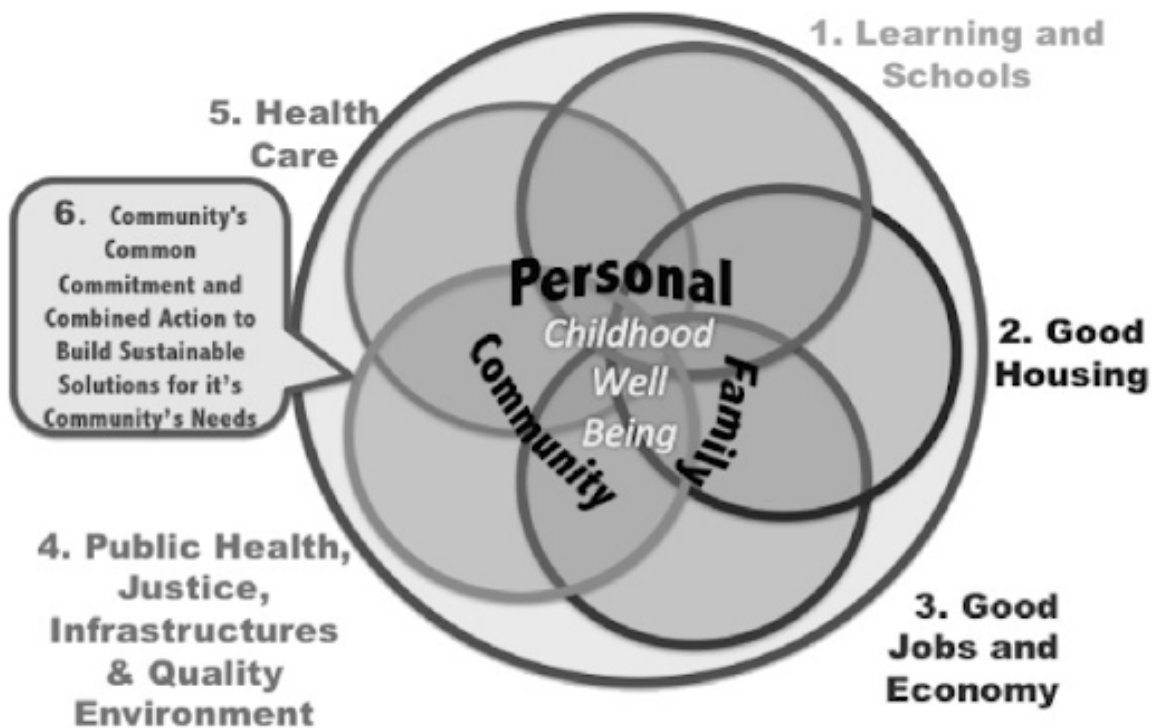 1. Learning and
Schools
5. Health
Care
6. Community's
Common
Commitment and
Combined Action to
Build Sustainable
Solutions for it's
Community's Needs
Personal
Childhood
Well
Being
Community
Family
2. Good
Housing
4. Public Health,
Justice,
Infrastructures
& Quality
Environment
3. Good
Jobs and
Economy